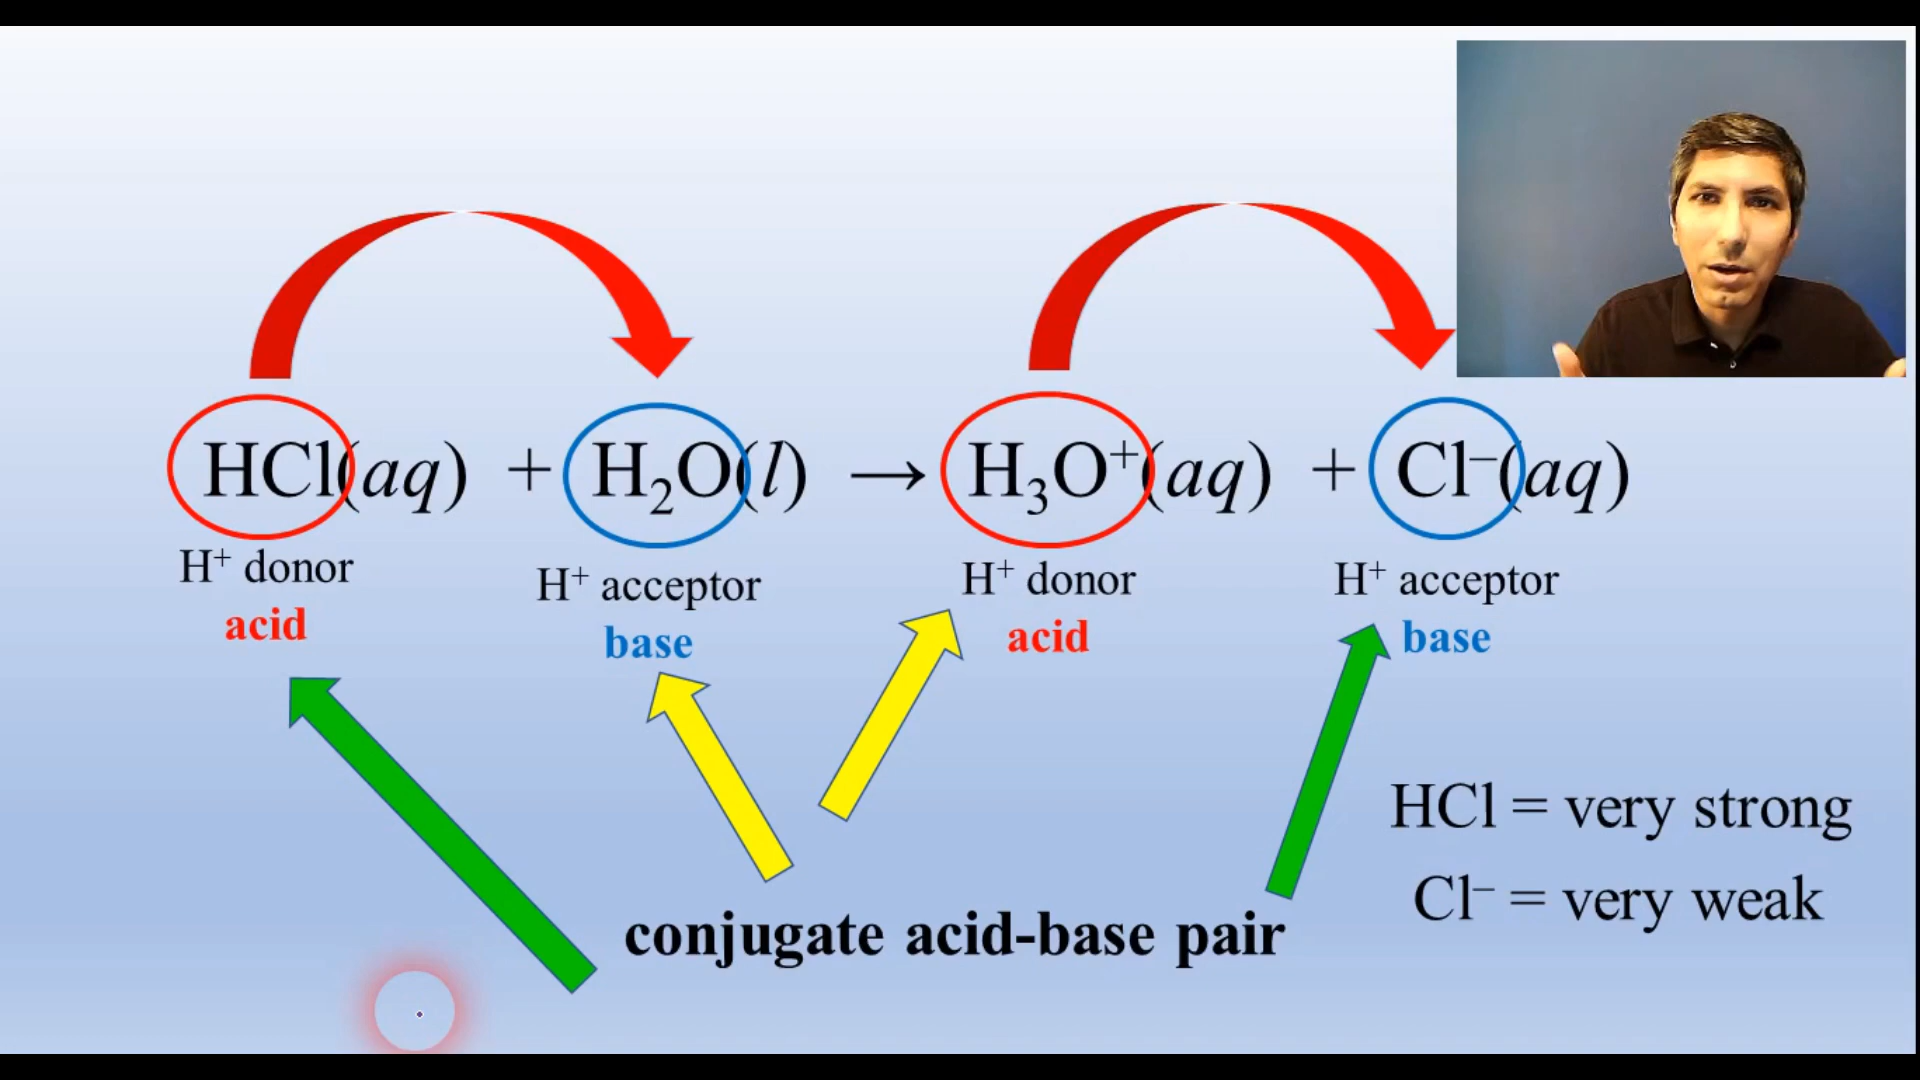 HCl(aq) + H₂O(l) → H₃O⁺(aq) + Cl⁻(aq)
H⁺ donor
acid
H⁺ acceptor
base
H⁺ donor
acid
H⁺ acceptor
base
HCl = very strong
Cl⁻ = very weak
conjugate acid-base pair